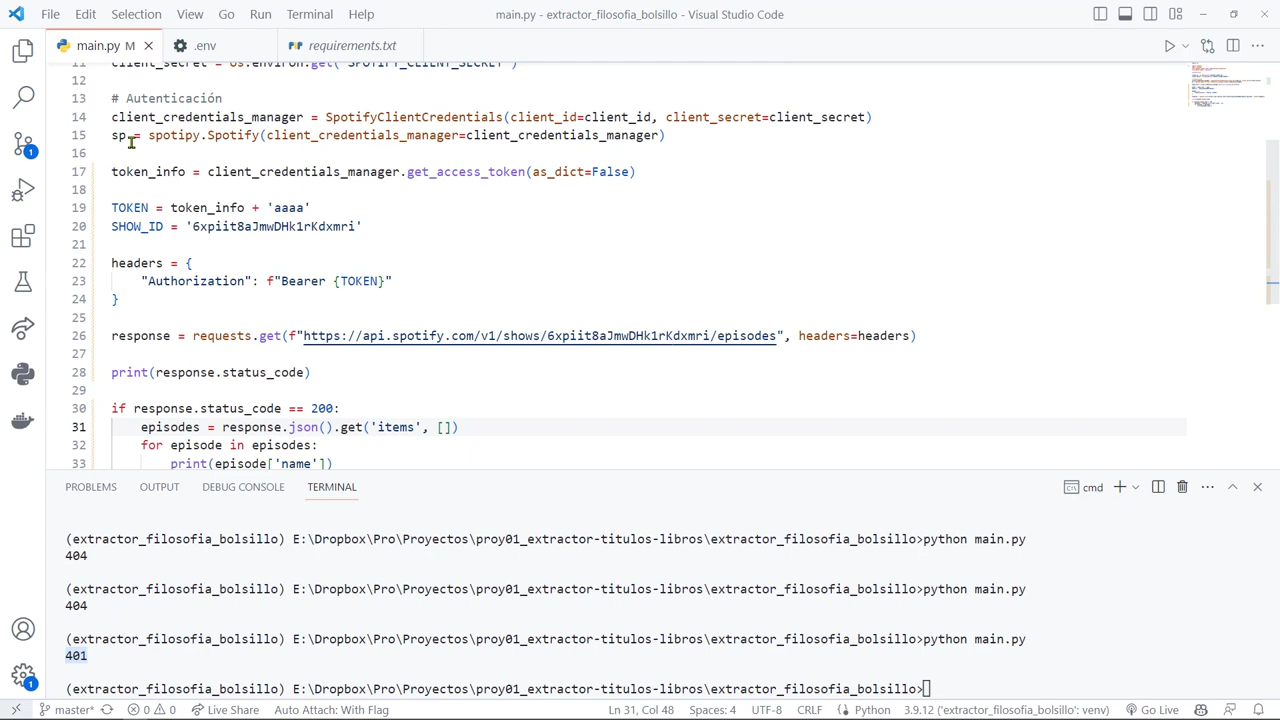 File Edit Selection View Go Run Terminal Help main.py - extractor_filosofia_bolsillo - Visual Studio Code
main.py M .env requirements.txt
11 client_secret = os.environ.get('SPOTIFY_CLIENT_SECRET')
12
13 # Autenticación
14 client_credentials_manager = SpotifyClientCredentials(client_id=client_id, client_secret=client_secret)
15 sp = spotipy.Spotify(client_credentials_manager=client_credentials_manager)
16
17 token_info = client_credentials_manager.get_access_token(as_dict=False)
18
19 TOKEN = token_info + 'aaaa'
20 SHOW_ID = '6xpiit8aJmwDHk1rKdxmri'
21
22 headers = {
23 "Authorization": f"Bearer {TOKEN}"
24 }
25
26 response = requests.get(f"https://api.spotify.com/v1/shows/6xpiit8aJmwDHk1rKdxmri/episodes", headers=headers)
27
28 print(response.status_code)
29
30 if response.status_code == 200:
31 episodes = response.json().get('items', [])
32 for episode in episodes:
33 print(episode['name'])
PROBLEMS OUTPUT DEBUG CONSOLE TERMINAL cmd
(extractor_filosofia_bolsillo) E:\Dropbox\Pro\Proyectos\proy01_extractor-titulos-libros\extractor_filosofia_bolsillo>python main.py
404
(extractor_filosofia_bolsillo) E:\Dropbox\Pro\Proyectos\proy01_extractor-titulos-libros\extractor_filosofia_bolsillo>python main.py
404
(extractor_filosofia_bolsillo) E:\Dropbox\Pro\Proyectos\proy01_extractor-titulos-libros\extractor_filosofia_bolsillo>python main.py
401
(extractor_filosofia_bolsillo) E:\Dropbox\Pro\Proyectos\proy01_extractor-titulos-libros\extractor_filosofia_bolsillo>
1
1
master* 0 0 Live Share Auto Attach: With Flag Ln 31, Col 48 Spaces: 4 UTF-8 CRLF Python 3.9.12 ('extractor_filosofia_bolsillo': venv) Go Live